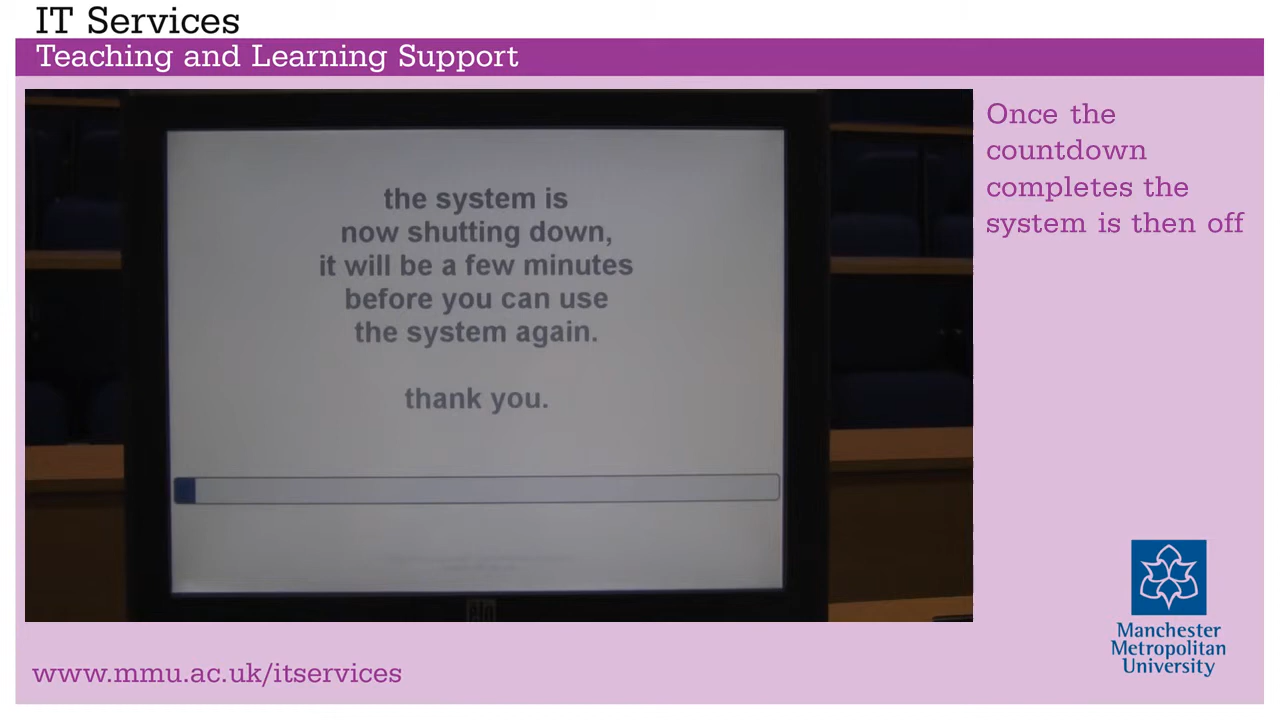 IT Services
Teaching and Learning Support
the system is
now shutting down,
it will be a few minutes
before you can use
the system again.
thank you.
Once the
countdown
completes the
system is then off
Manchester
Metropolitan
University
www.mmu.ac.uk/itservices